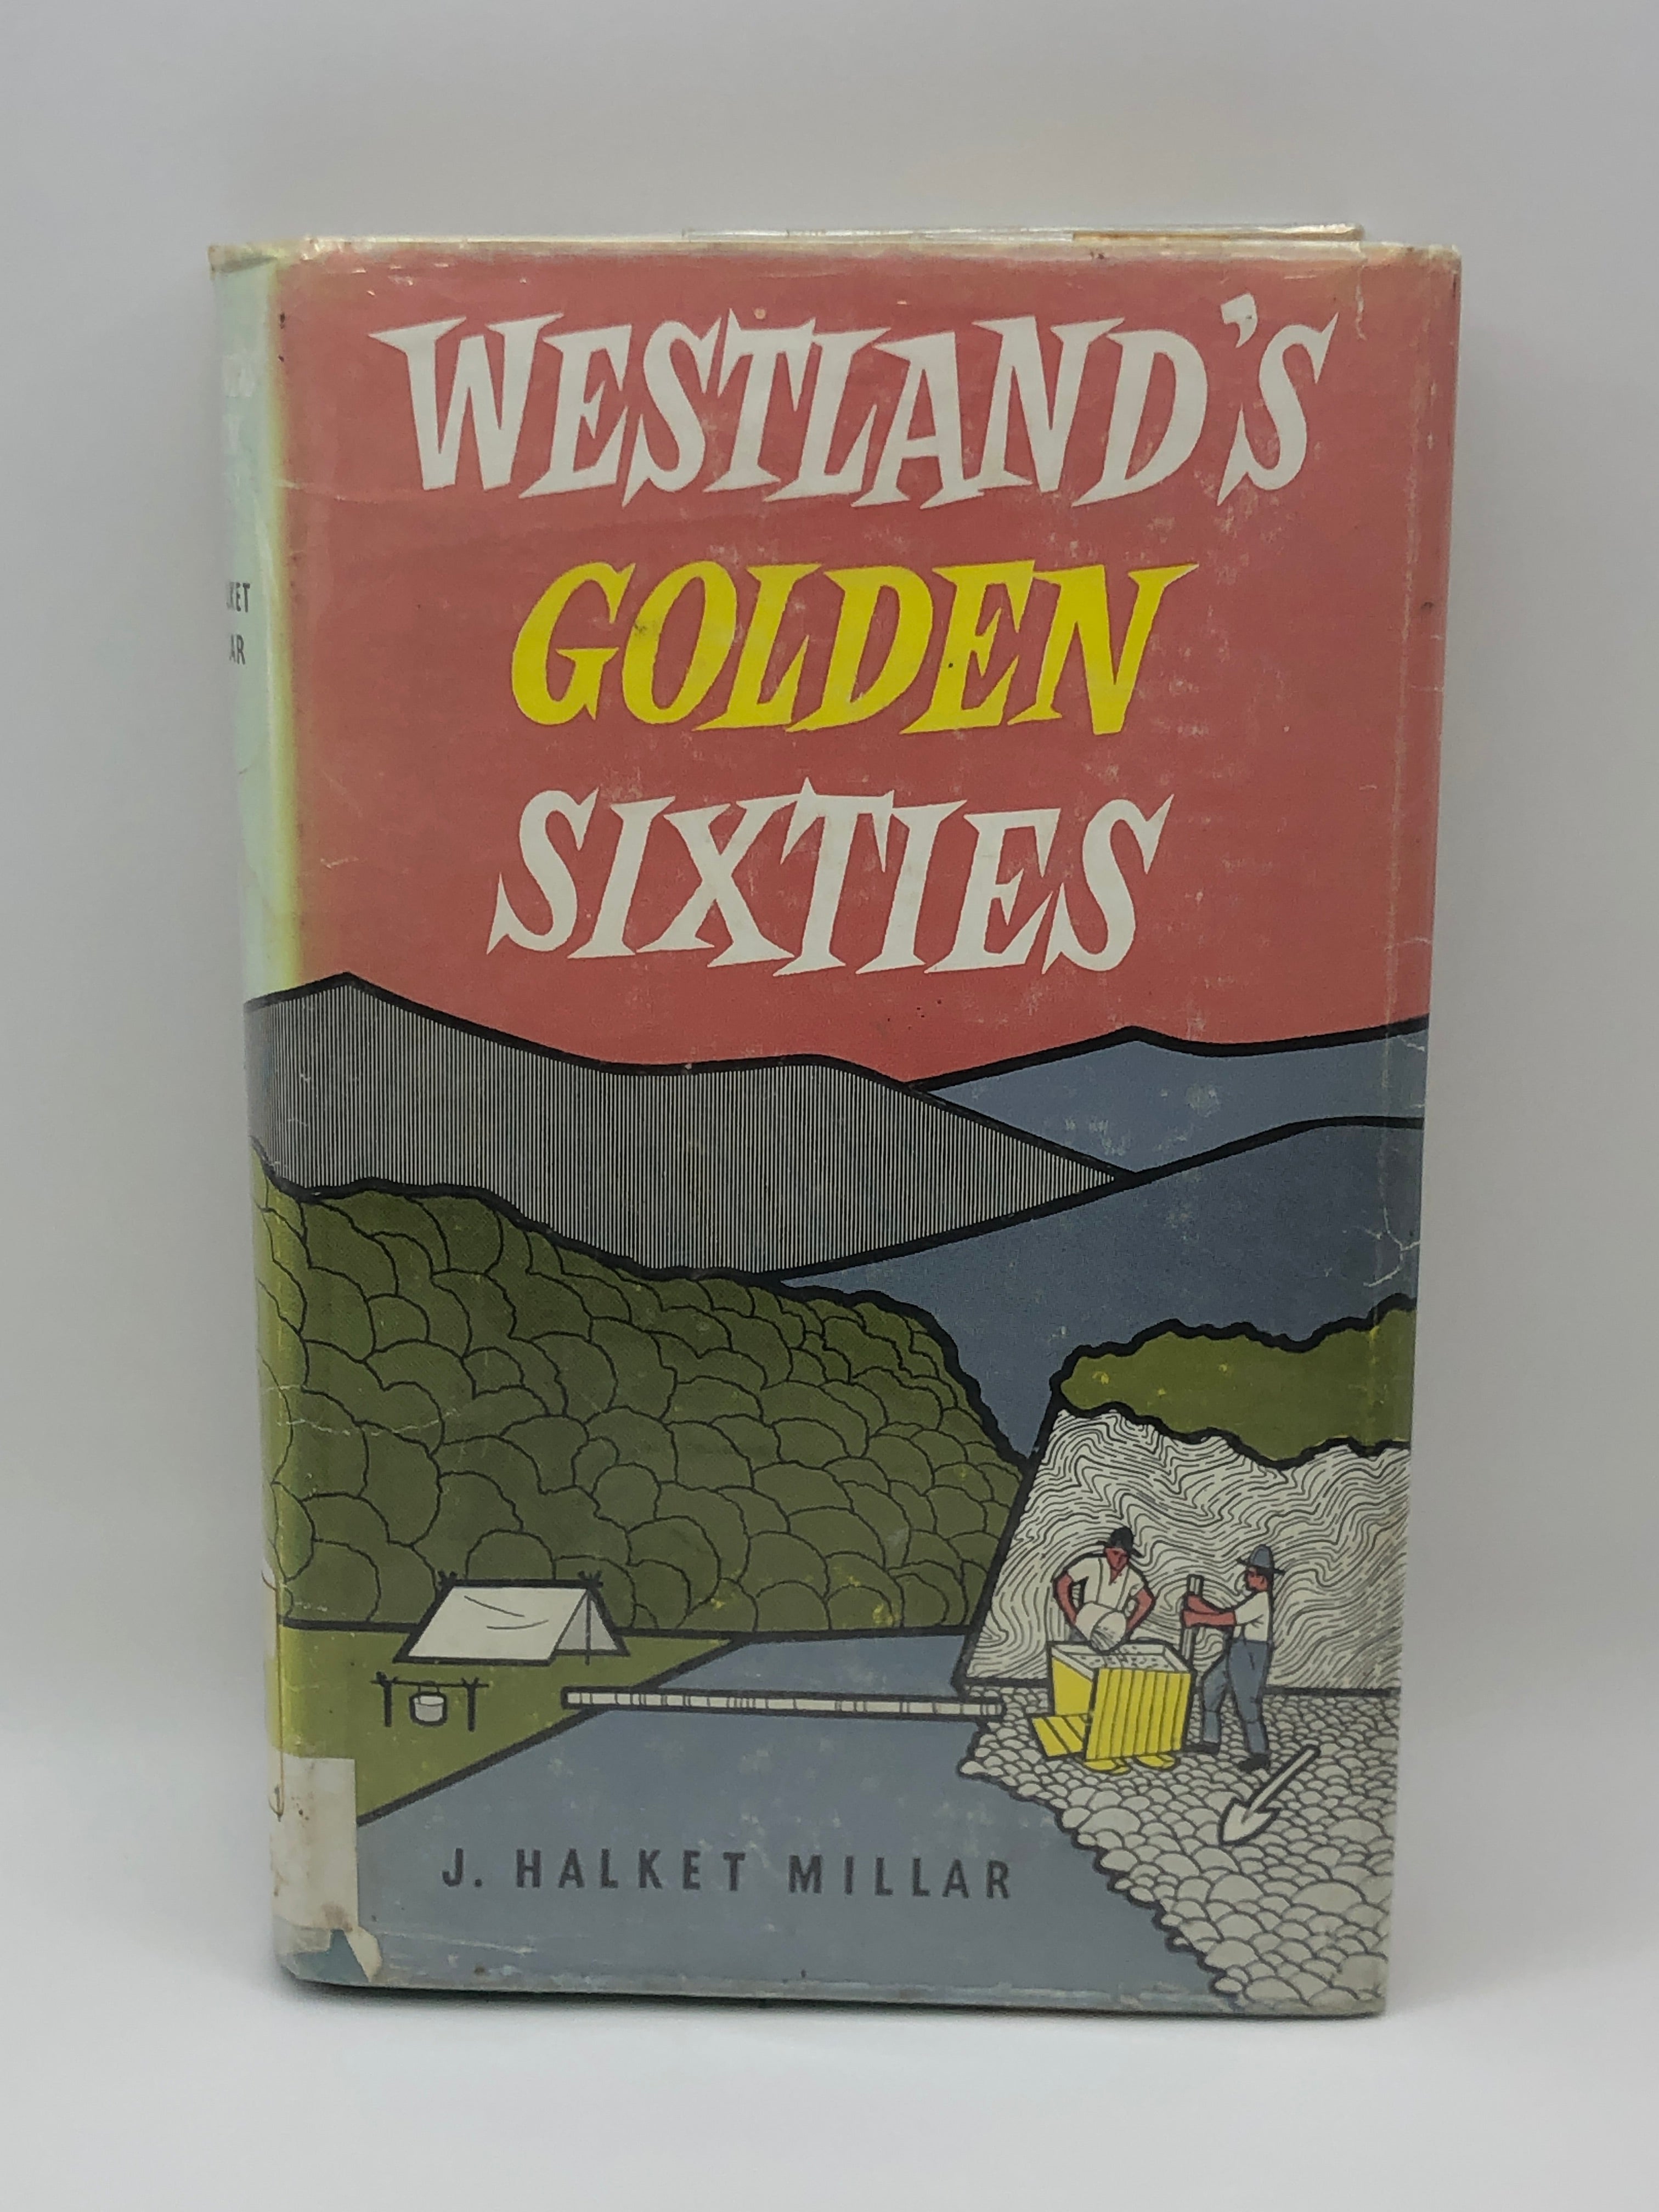 WESTLAND'S
GOLDEN
SIXTIES
J. HALKET MILLAR